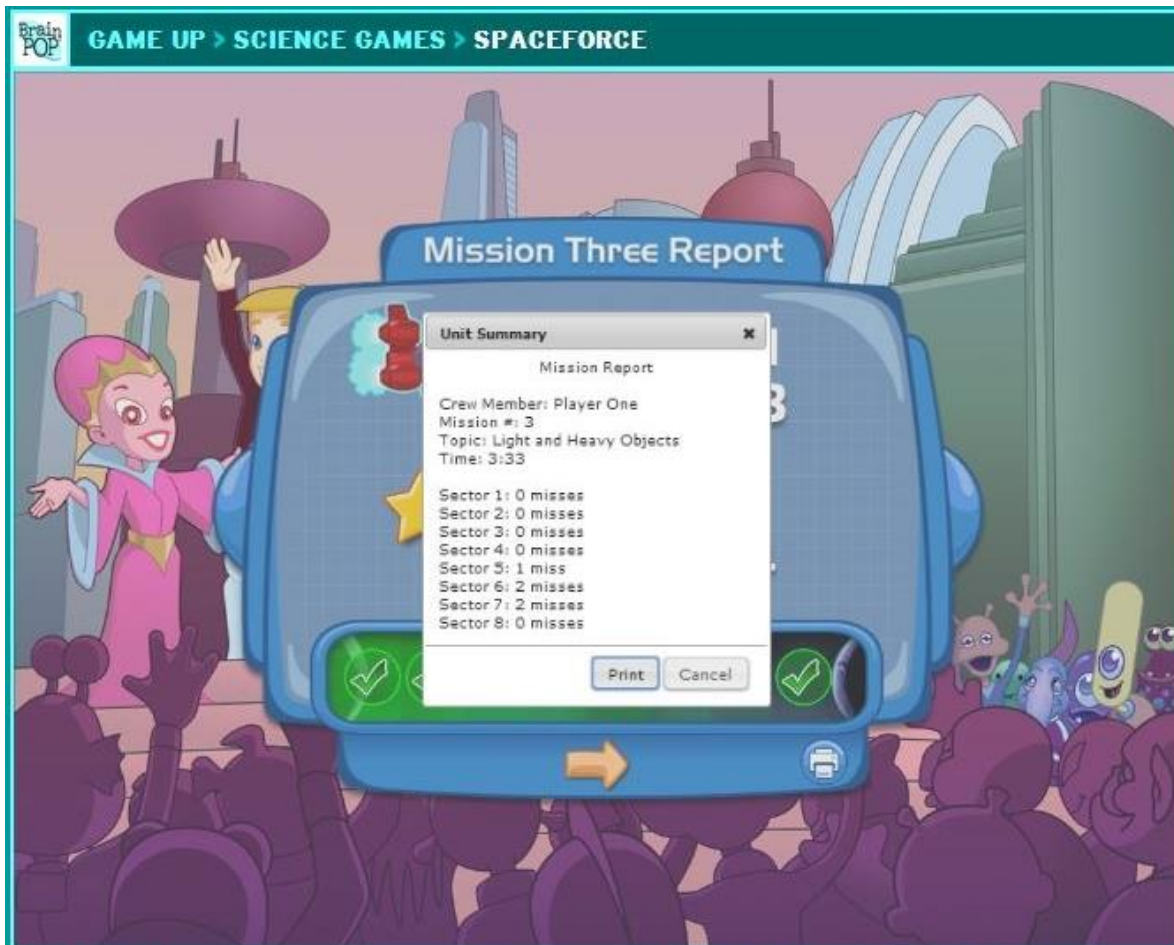 Brain
POP
GAME UP > SCIENCE GAMES > SPACEFORCE
Mission Three Report
Unit Summary
Mission Report
Crew Member: Player One
Mission #: 3
Topic: Light and Heavy Objects
Time: 3:33
Sector 1: 0 misses
Sector 2: 0 misses
Sector 3: 0 misses
Sector 4: 0 misses
Sector 5: 1 miss
Sector 6: 2 misses
Sector 7: 2 misses
Sector 8: 0 misses
Print Cancel